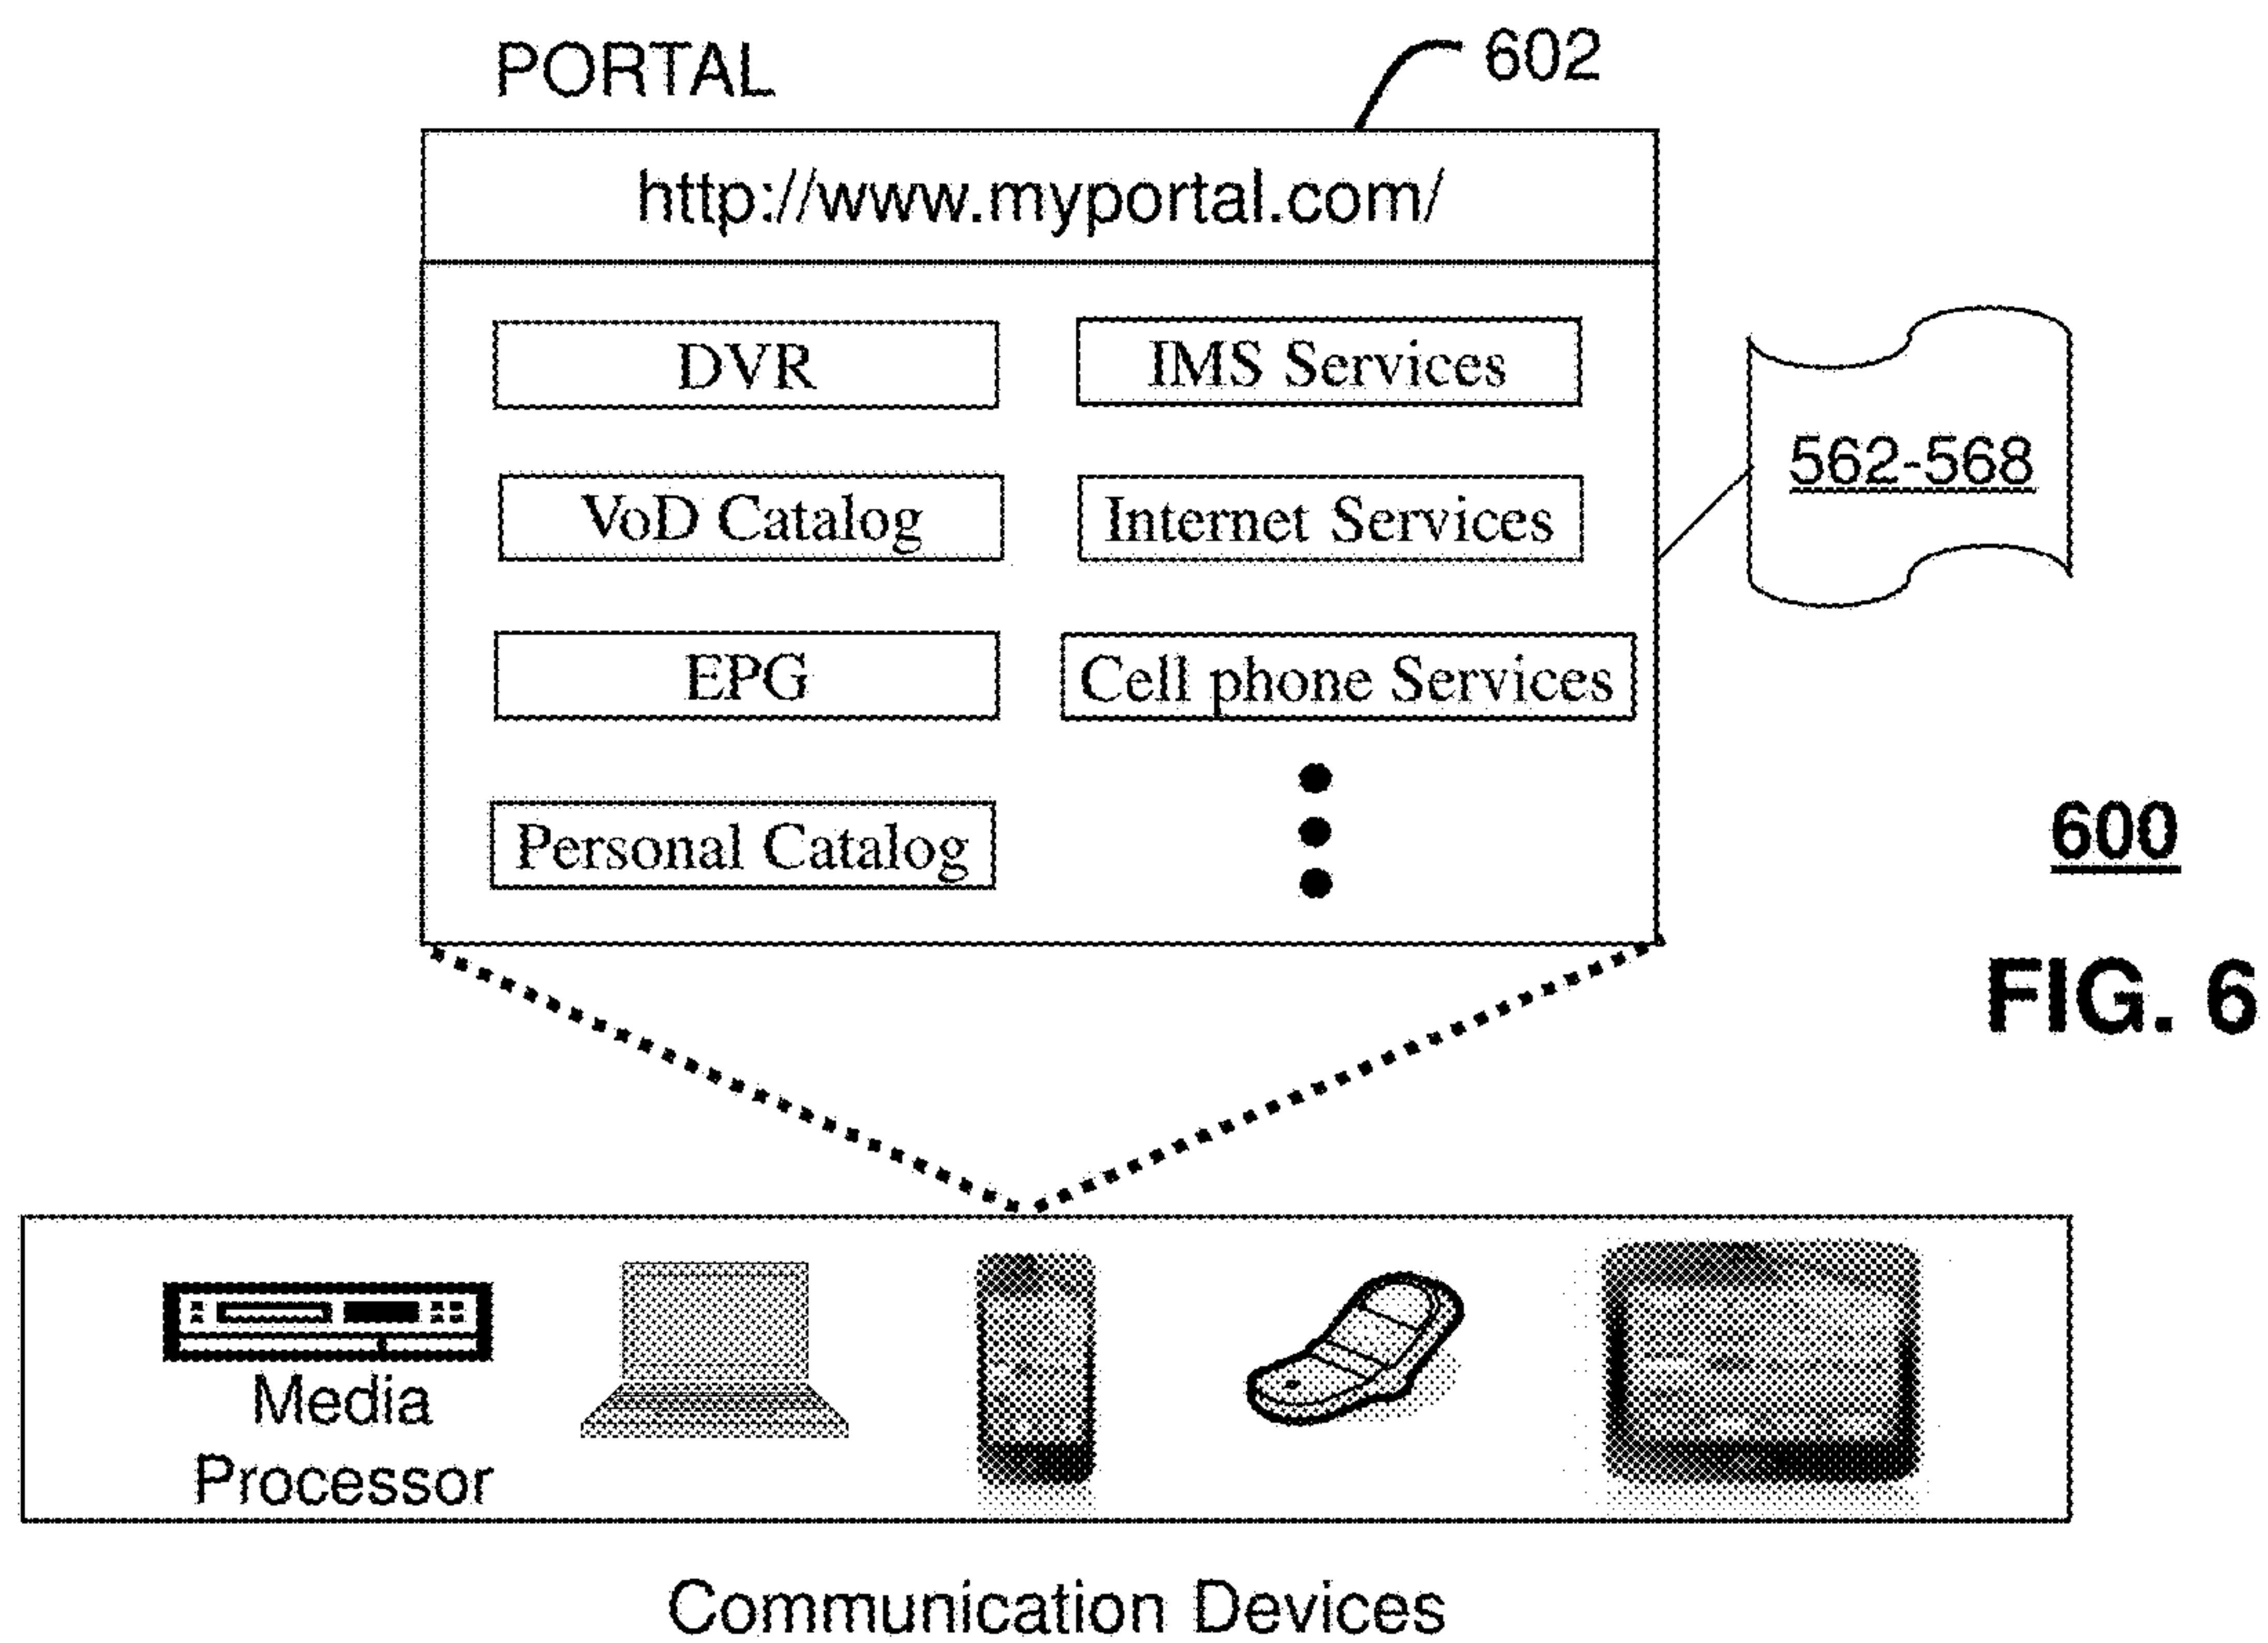 PORTAL
602
http://www.myportal.com/
DVR
IMS Services
562-568
VoD Catalog
Internet Services
EPG
Cell phone Services
Personal Catalog
600
FIG. 6
Media
Processor
Communication Devices